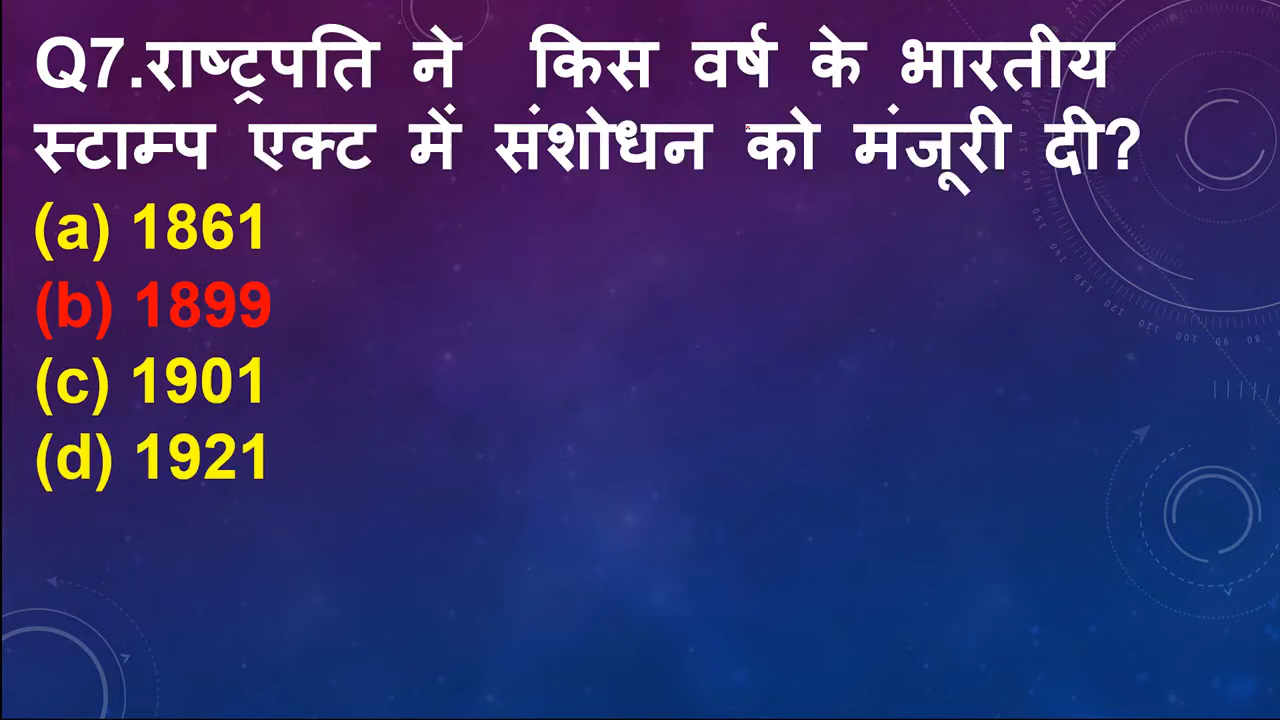 Q7.राष्ट्रपति ने किस वर्ष के भारतीय
स्टाम्प एक्ट में संशोधन को मंजूरी दी?
(a) 1861
(b) 1899
(c) 1901
(d) 1921